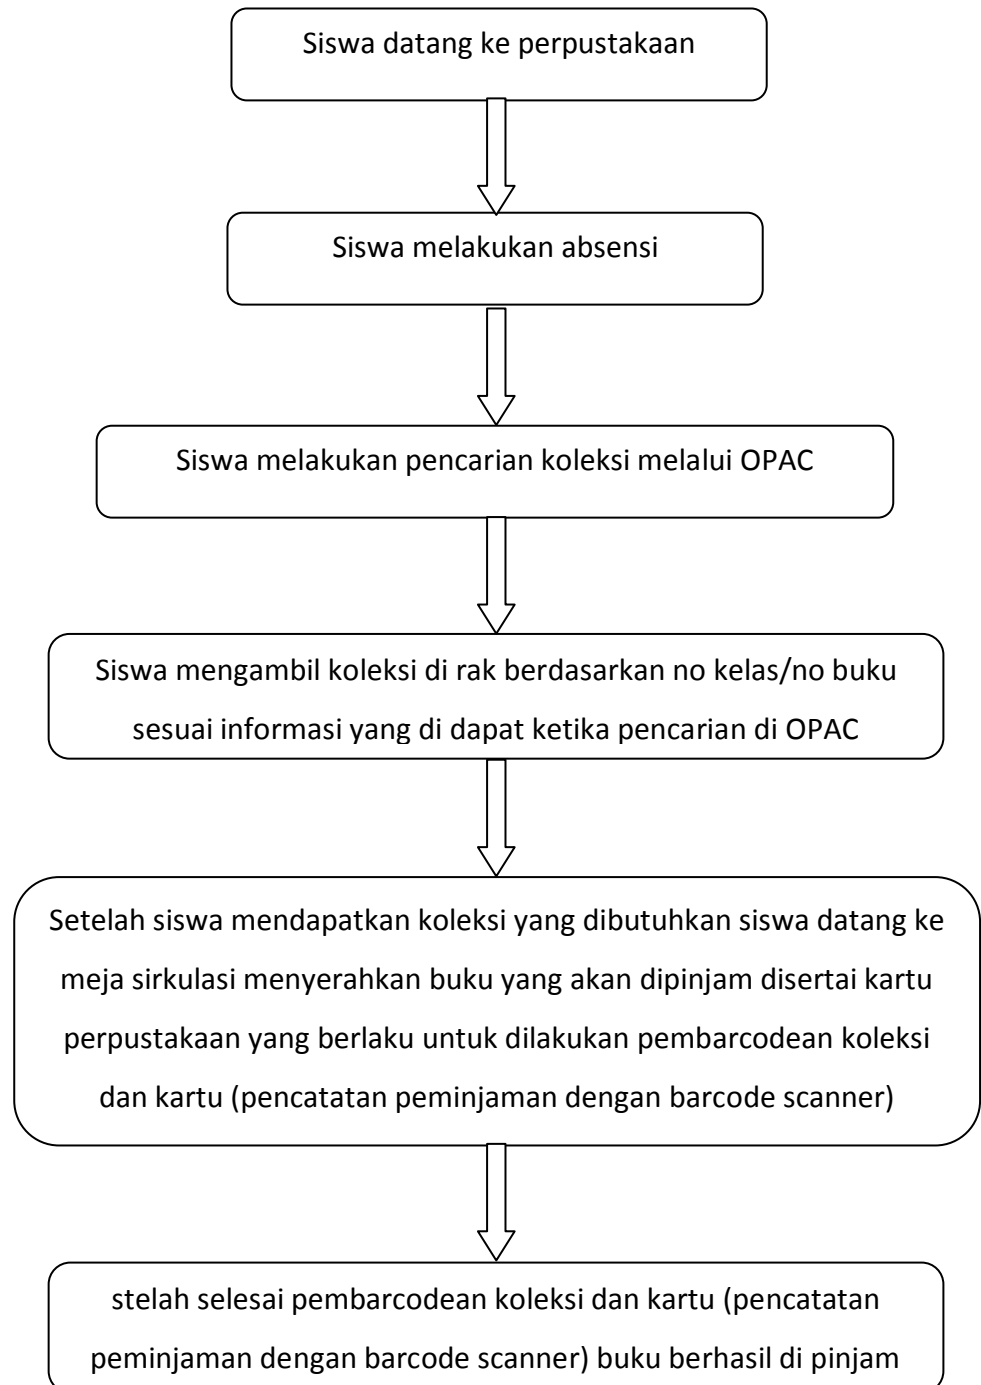 Siswa datang ke perpustakaan
Siswa melakukan absensi
Siswa melakukan pencarian koleksi melalui OPAC
Siswa mengambil koleksi di rak berdasarkan no kelas/no buku
sesuai informasi yang di dapat ketika pencarian di OPAC
Setelah siswa mendapatkan koleksi yang dibutuhkan siswa datang ke
meja sirkulasi menyerahkan buku yang akan dipinjam disertai kartu
perpustakaan yang berlaku untuk dilakukan pembarcodean koleksi
dan kartu (pencatatan peminjaman dengan barcode scanner)
stelah selesai pembarcodean koleksi dan kartu (pencatatan
peminjaman dengan barcode scanner) buku berhasil di pinjam